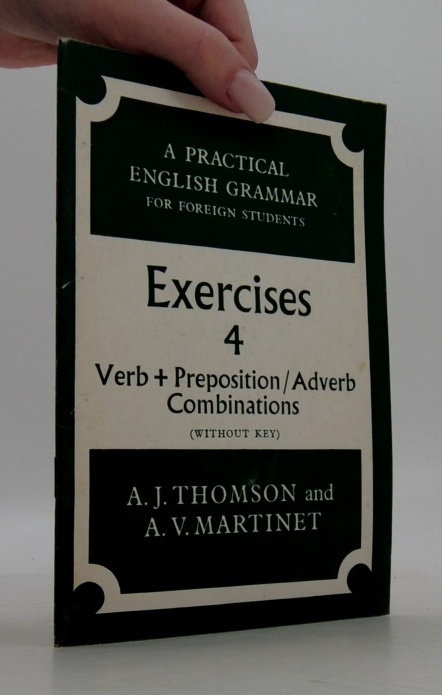 A PRACTICAL
ENGLISH GRAMMAR
FOR FOREIGN STUDENTS
Exercises
4
Verb + Preposition/Adverb
Combinations
(WITHOUT KEY)
A. J. THOMSON and
A. V. MARTINET